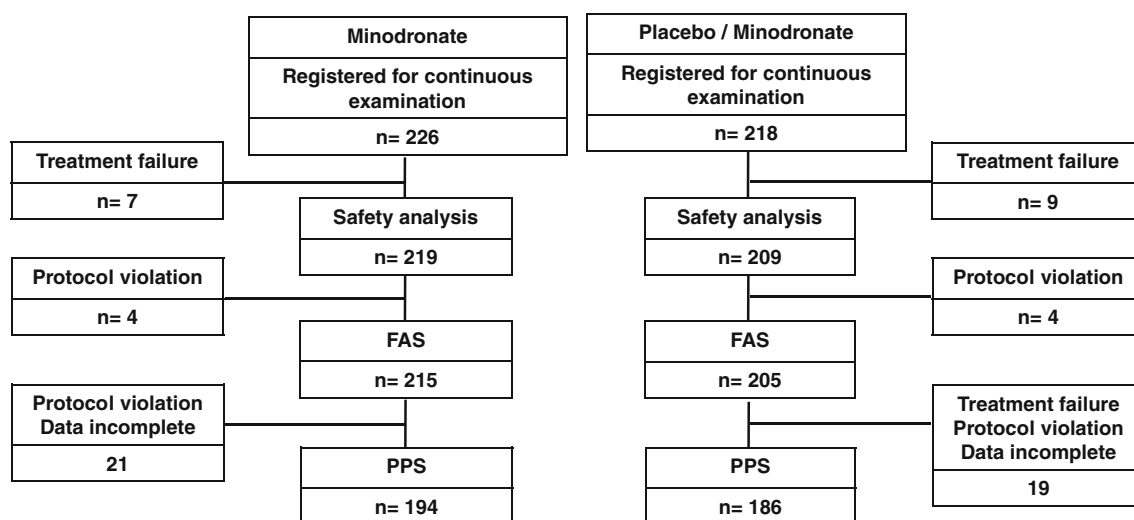 Minodronate
Registered for continuous
examination
n= 226
Placebo / Minodronate
Registered for continuous
examination
n= 218
Treatment failure
n= 7
Treatment failure
n= 9
Safety analysis
n= 219
Safety analysis
n= 209
Protocol violation
n= 4
Protocol violation
n= 4
FAS
n= 215
FAS
n= 205
Protocol violation
Data incomplete
21
Treatment failure
Protocol violation
Data incomplete
19
PPS
n= 194
PPS
n= 186